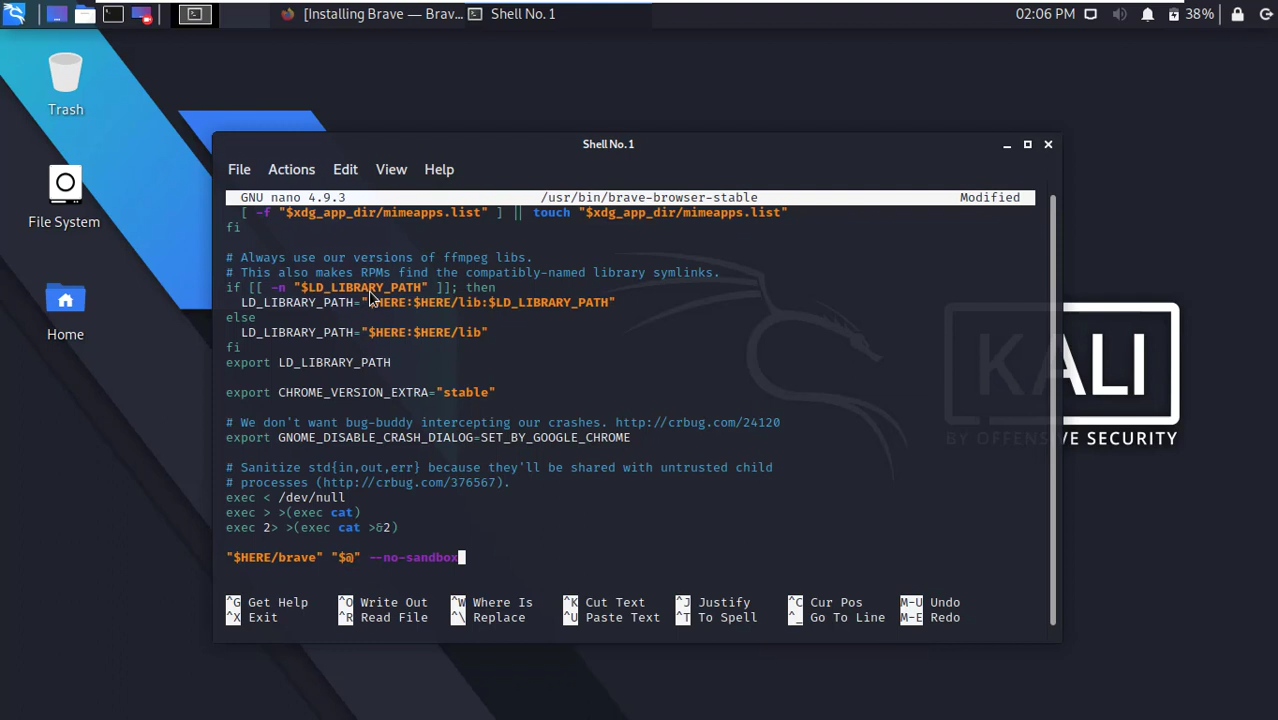 [Installing Brave — Brav...
Shell No. 1
02:06 PM
38%
Trash
File System
Home
Shell No. 1
File Actions Edit View Help
GNU nano 4.9.3 /usr/bin/brave-browser-stable Modified
[ -f "$xdg_app_dir/mimeapps.list" ] || touch "$xdg_app_dir/mimeapps.list"
fi
# Always use our versions of ffmpeg libs.
# This also makes RPMs find the compatibly-named library symlinks.
if [[ -n "$LD_LIBRARY_PATH" ]]; then
LD_LIBRARY_PATH="$HERE:$HERE/lib:$LD_LIBRARY_PATH"
else
LD_LIBRARY_PATH="$HERE:$HERE/lib"
fi
export LD_LIBRARY_PATH
export CHROME_VERSION_EXTRA="stable"
# We don't want bug-buddy intercepting our crashes. http://crbug.com/24120
export GNOME_DISABLE_CRASH_DIALOG=SET_BY_GOOGLE_CHROME
# Sanitize std{in,out,err} because they'll be shared with untrusted child
# processes (http://crbug.com/376567).
exec < /dev/null
exec > >(exec cat)
exec 2> >(exec cat >&2)
"$HERE/brave" "$@" --no-sandbox
^G Get Help ^O Write Out ^W Where Is ^K Cut Text ^J Justify ^C Cur Pos M-U Undo
^X Exit ^R Read File ^\ Replace ^U Paste Text ^T To Spell ^_ Go To Line M-E Redo
KALI
BY OFFENSIVE SECURITY